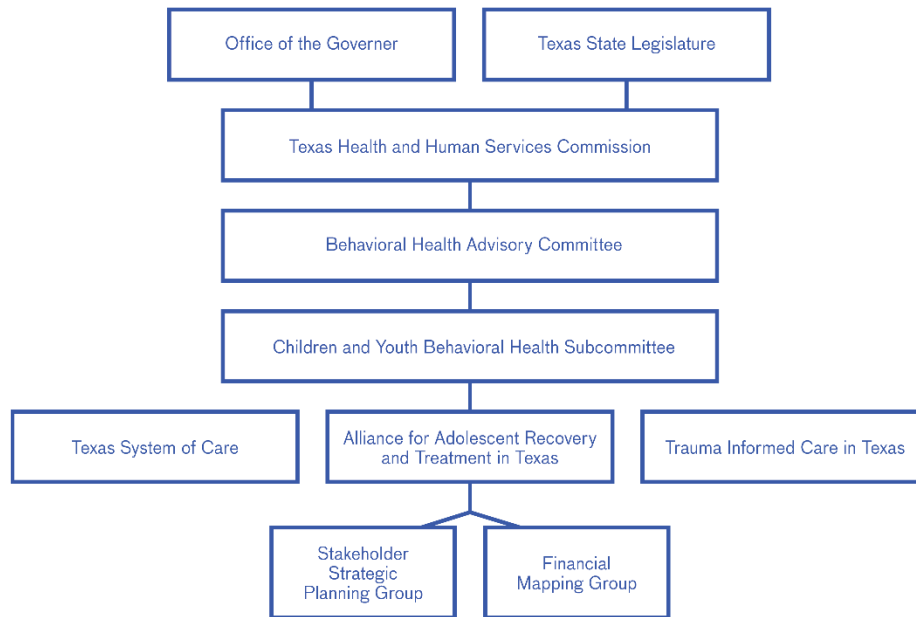 Office of the Governer
Texas State Legislature
Texas Health and Human Services Commission
Behavioral Health Advisory Committee
Children and Youth Behavioral Health Subcommittee
Texas System of Care
Alliance for Adolescent Recovery
and Treatment in Texas
Trauma Informed Care in Texas
Stakeholder
Strategic
Planning Group
Financial
Mapping Group